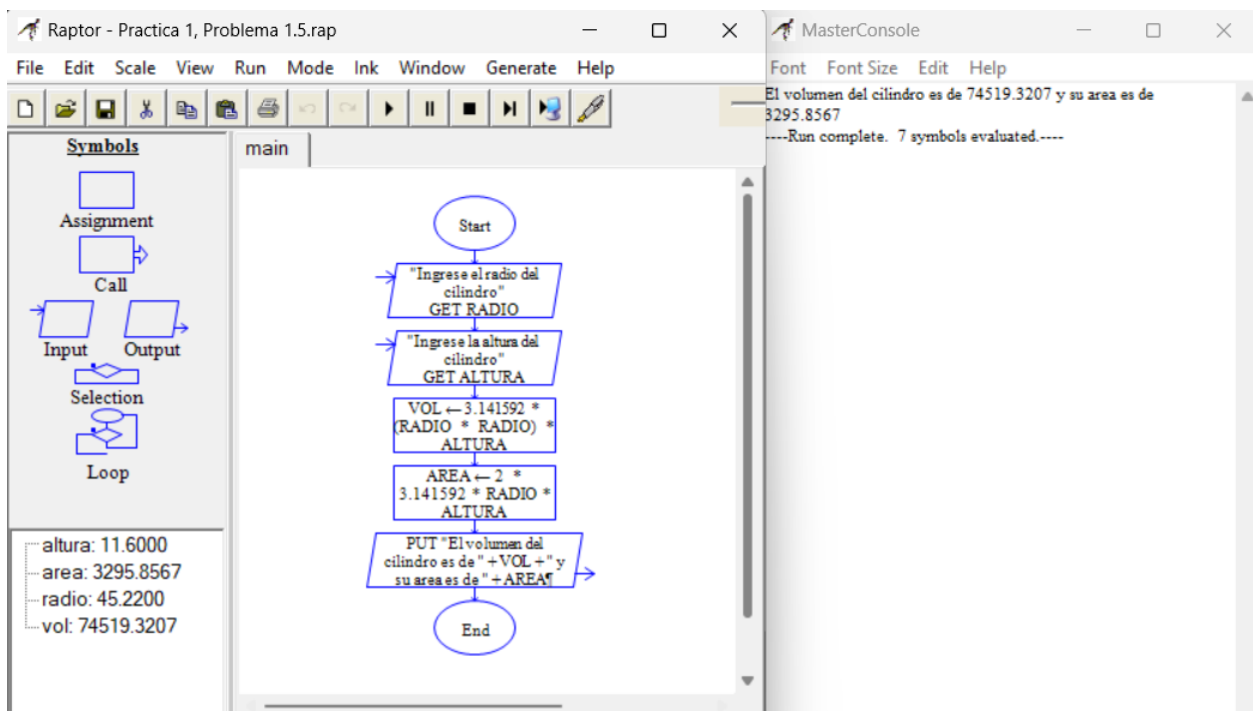 Raptor - Practica 1, Problema 1.5.rap
File Edit Scale View Run Mode Ink Window Generate Help
Symbols
Assignment
Call
Input Output
Selection
Loop
altura: 11.6000
area: 3295.8567
radio: 45.2200
vol: 74519.3207
main
Start
"Ingrese el radio del
cilindro"
GET RADIO
"Ingrese la altura del
cilindro"
GET ALTURA
VOL ← 3.141592 *
(RADIO * RADIO) *
ALTURA
AREA ← 2 *
3.141592 * RADIO *
ALTURA
PUT "El volumen del
cilindro es de " + VOL + " y
su area es de " + AREA¶
End
MasterConsole
Font Font Size Edit Help
El volumen del cilindro es de 74519.3207 y su area es de
3295.8567
----Run complete. 7 symbols evaluated.----